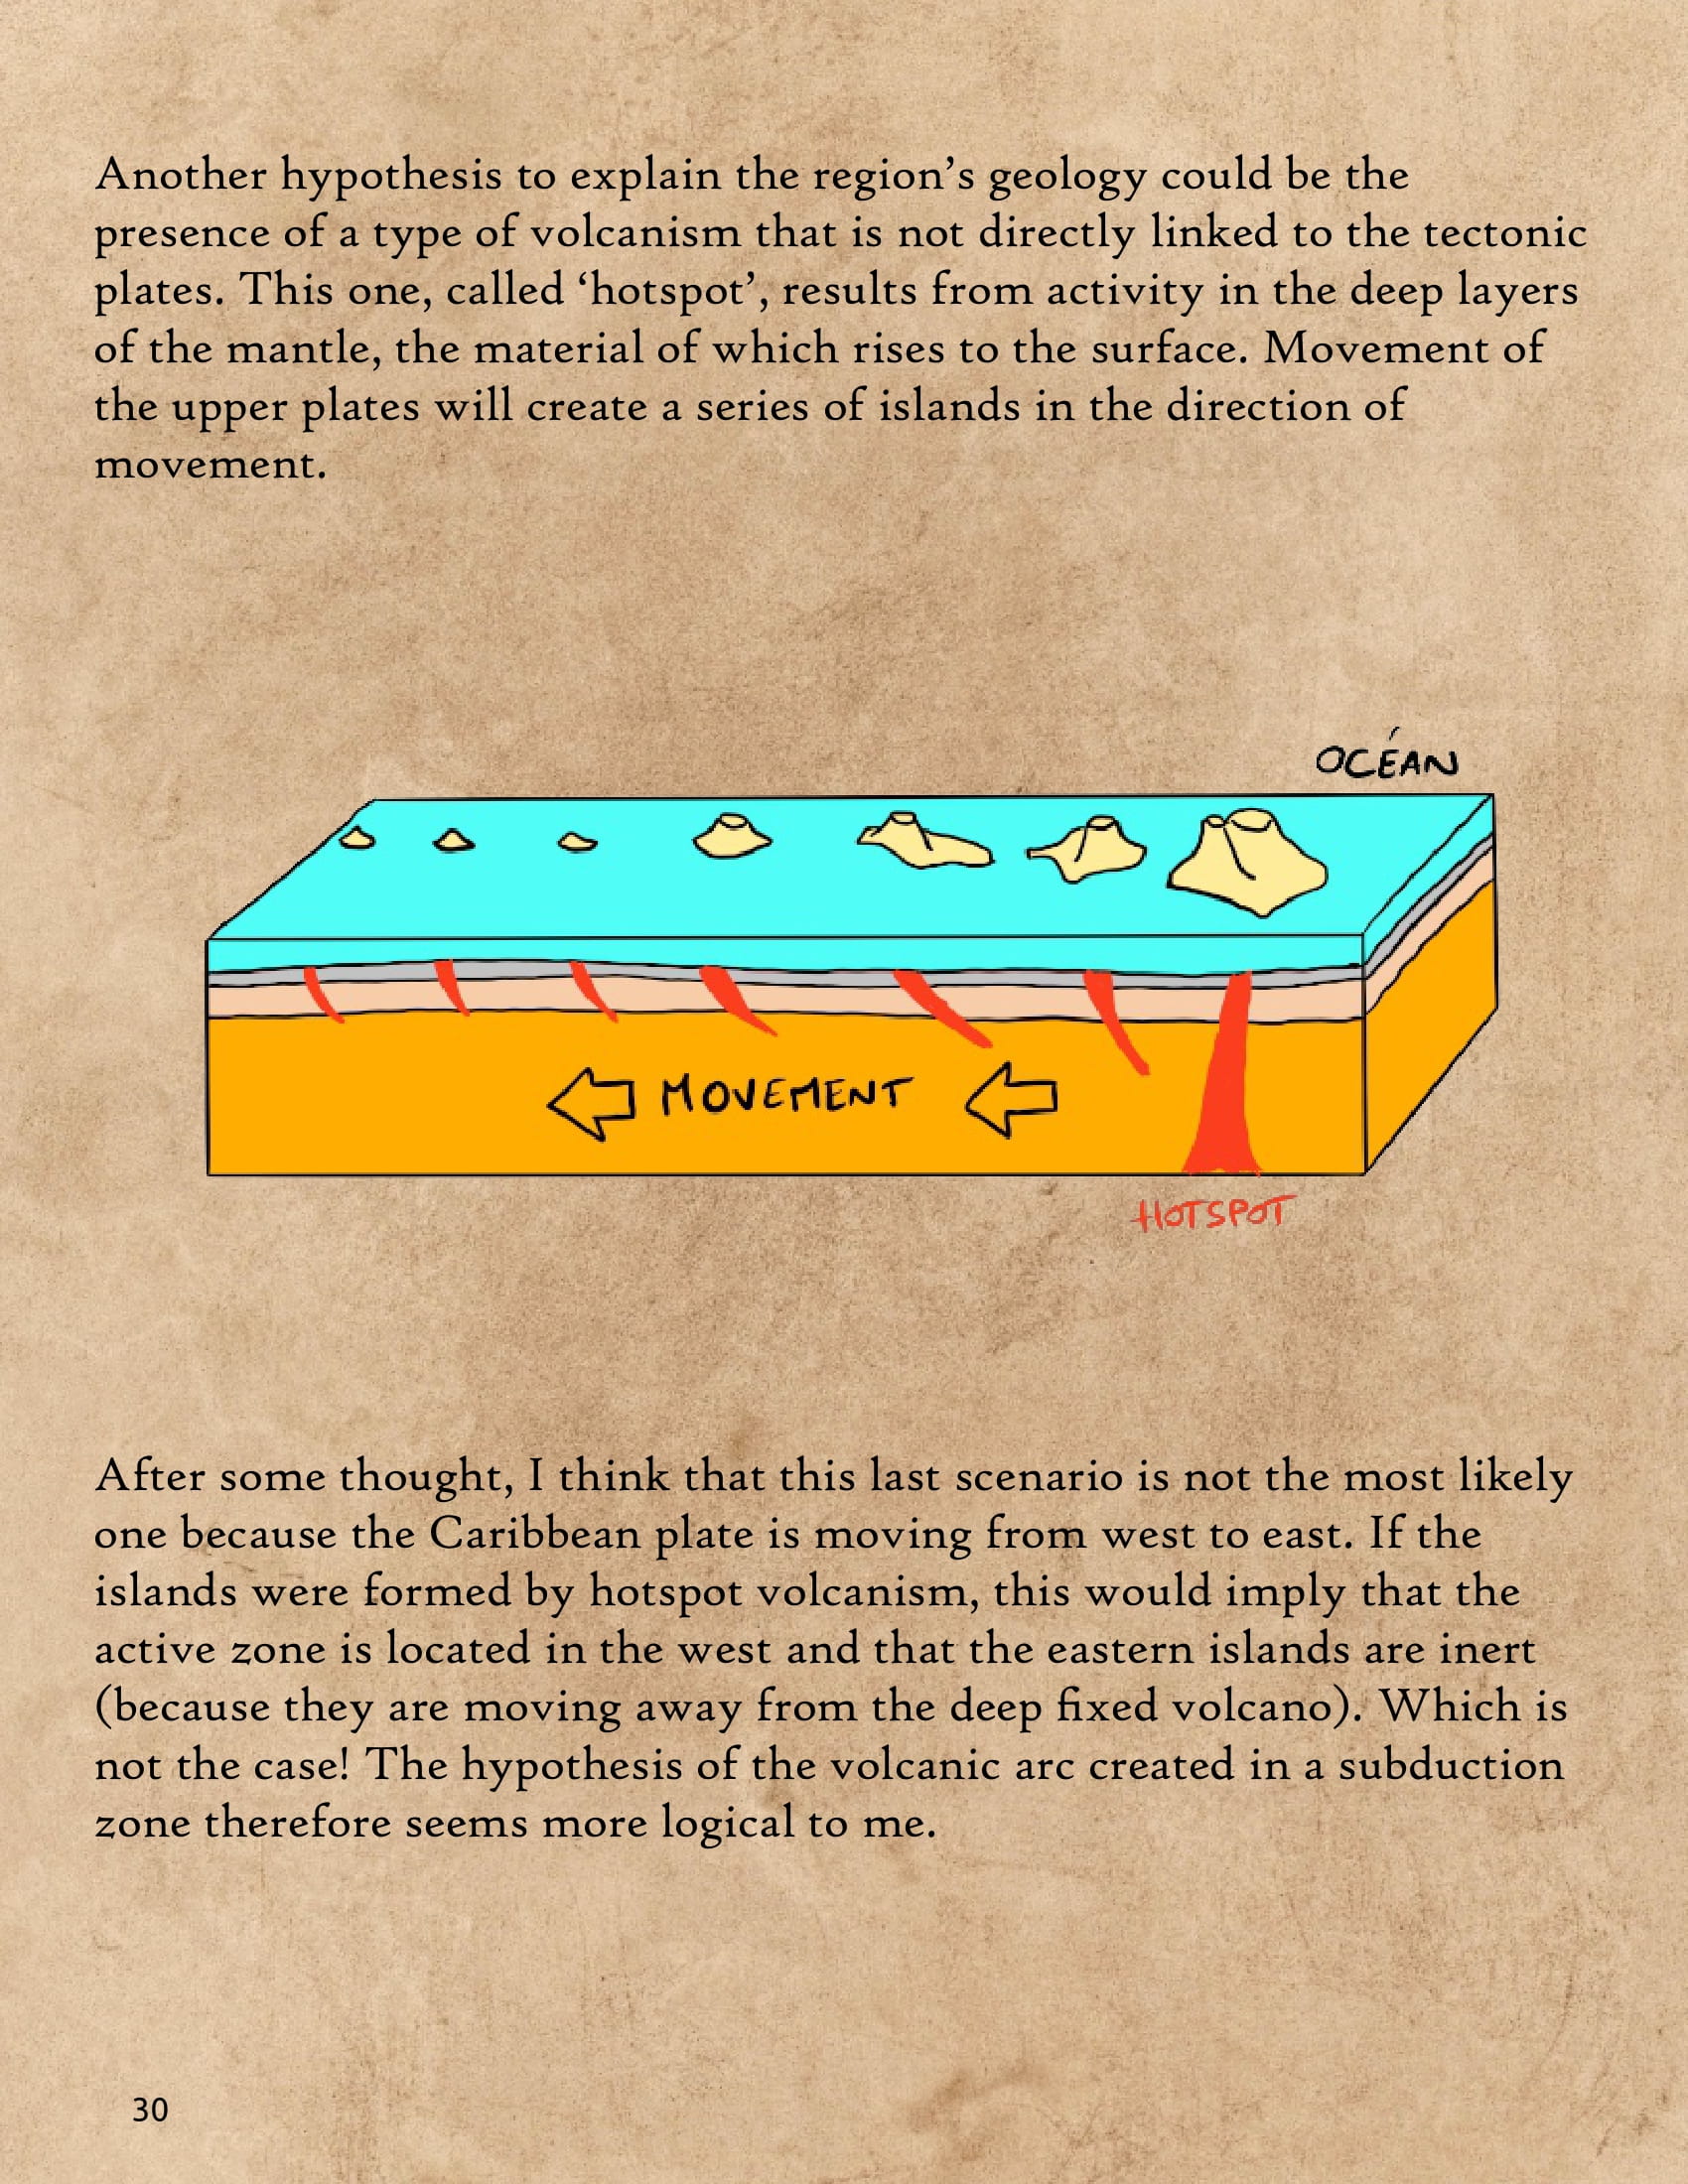 Another hypothesis to explain the region’s geology could be the
presence of a type of volcanism that is not directly linked to the tectonic
plates. This one, called ‘hotspot’, results from activity in the deep layers
of the mantle, the material of which rises to the surface. Movement of
the upper plates will create a series of islands in the direction of
movement.
OCÉAN
MOVEMENT
HOTSPOT
After some thought, I think that this last scenario is not the most likely
one because the Caribbean plate is moving from west to east. If the
islands were formed by hotspot volcanism, this would imply that the
active zone is located in the west and that the eastern islands are inert
(because they are moving away from the deep fixed volcano). Which is
not the case! The hypothesis of the volcanic arc created in a subduction
zone therefore seems more logical to me.
30